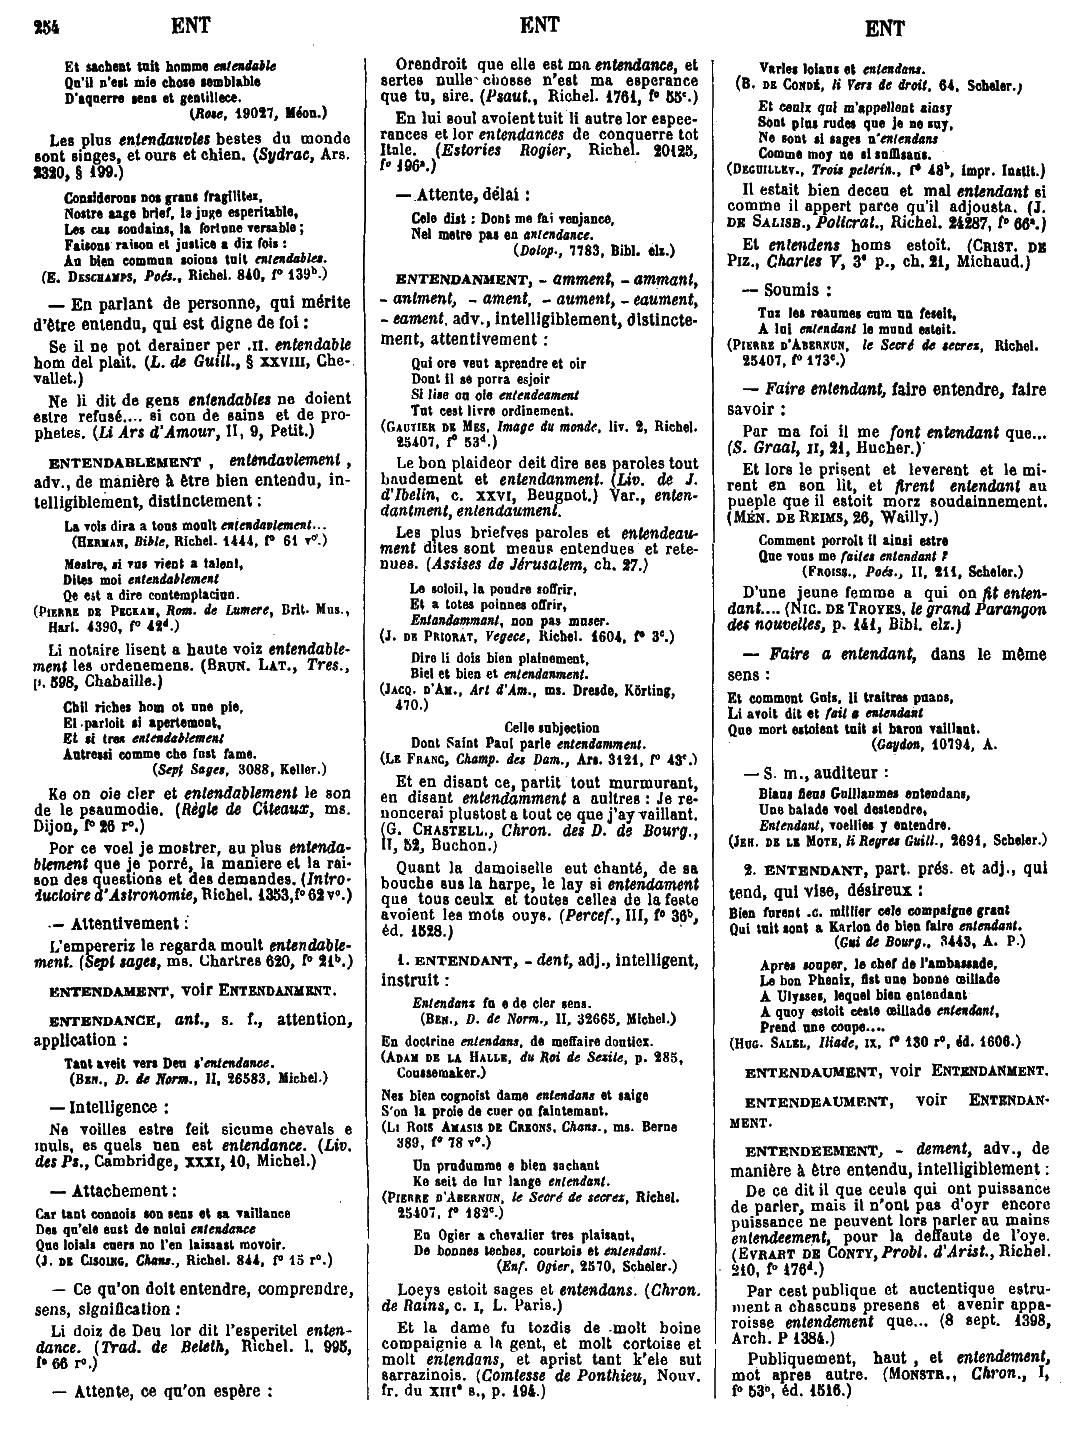 254 ENT ENT ENT
Et sachent tuit homme entendable
Qu'il n'est mie chose semblable
D'aquerre sens et gentillece.
(Rose, 19027, Méon.)
Les plus entendauvles bestes du monde
sont singes, et ours et chien. (Sydrac, Ars.
2320, § 199.)
Considerons nos grans fragilitez,
Nostre aage brief, le juge esperitable,
Les cas soudains, la fortune versable ;
Faisons raison et justice a dix fois :
Au bien commun soions tuit entendables.
(E. DESCHAMPS, Poés., Richel. 840, f° 139b.)
— En parlant de personne, qui mérite
d'être entendu, qui est digne de foi :
Se il ne pot derainer per .II. entendable
hom del plait. (L. de Guill., § XXVIII, Che-
vallet.)
Ne li dit de gens entendables ne doient
estre refusé.... si con de sains et de pro-
phetes. (Li Ars d'Amour, II, 9, Petit.)
ENTENDABLEMENT , entendavlement ,
adv., de manière à être bien entendu, in-
telligiblement, distinctement :
La vois dira a tous moult entendavlement...
(HERMAN, Bible, Richel. 1444, f° 61 v°.)
Mestre, si vus vient a talent,
Dites moi entendablement
Qe est a dire contemplaciun.
(PIERRE DE PECKAM, Rom. de Lumere, Brit. Mus.,
Harl. 4390, f° 42d.)
Li notaire lisent a haute voiz entendable-
ment les ordenemens. (BRUN. LAT., Tres.,
p. 598, Chabaille.)
Chil riches hom ot une pie,
El parloit si apertement,
Et si tres entendablement
Autressi comme che fust fame.
(Sept Sages, 3088, Keller.)
Ke on oie cler et entendablement le son
de le psaumodie. (Régle de Citeaux, ms.
Dijon, f° 26 r°.)
Por ce voel je mostrer, au plus entenda-
blement que je porré, la maniere et la rai-
son des questions et des demandes. (Intro-
ductoire d'Astronomie, Richel. 1353, f° 62 v°.)
— Attentivement :
L'empereriz le regarda moult entendable-
ment. (Sept sages, ms. Chartres 620, f° 21b.)
ENTENDAMENT, voir ENTENDANMENT.
ENTENDANCE, ant., s. f., attention,
application :
Tant aveit vers Deu s'entendance.
(BEN., D. de Norm., II, 26583, Michel.)
— Intelligence :
Ne voilles estre feit sicume chevals e
muls, es quels nen est entendance. (Liv.
des Ps., Cambridge, XXXI, 10, Michel.)
— Attachement :
Car tant connois son sens et sa vaillance
Des qu'ele eust de nului entendance
Que loials cuers no l'en laissast movoir.
(J. DE CISOING, Chans., Richel. 844, f° 15 r°.)
— Ce qu'on doit entendre, comprendre,
sens, signification :
Li doiz de Deu lor dit l'esperitel enten-
dance. (Trad. de Beleth, Richel. l. 995,
f° 66 r°.)
— Attente, ce qu'on espère :
Orendroit que elle est ma entendance, et
sertes nulle chosse n'est ma esperance
que tu, sire. (Psaut., Richel. 1761, f° 55c.)
En lui soul avoient tuit li autre lor espee-
rances et lor entendances de conquerre tot
Itale. (Estories Rogier, Richel. 20125,
f° 196a.)
— Attente, délai :
Cele dist : Dont me fai venjance,
Nel metre pas en antendance.
(Dolop., 7783, Bibl. elz.)
ENTENDANMENT, - amment, - ammant,
- antment, - ament, - aument, - eaument,
- eament, adv., intelligiblement, distincte-
ment, attentivement :
Qui ore veut aprendre et oir
Dont il se porra esjoir
Si lise ou oie entendeament
Tut cest livre ordinement.
(GAUTIER DE MES, Image du monde, liv. 2, Richel.
25407, f° 53d.)
Le bon plaideor deit dire ses paroles tout
haudement et entendanment. (Liv. de J.
d'Ibelin, c. XXVI, Beugnot.) Var., enten-
dantment, entendaument.
Les plus briefves paroles et entendeau-
ment dites sont meaus entendues et rete-
nues. (Assises de Jérusalem, ch. 27.)
Le soloil, la poudre soffrir,
Et a totes poinnes offrir,
Entandammant, non pas muser.
(J. DE PRIORAT, Vegece, Richel. 1604, f° 3c.)
Dire li dois bien plainement,
Biel et bien et entendanment.
(JACQ. D'AM., Art d'Am., ms. Dresde, Körting,
470.)
Celle subjection
Dont Saint Paul parle entendamment.
(LE FRANC, Champ. des Dam., Ars. 3121, f° 43c.)
Et en disant ce, partit tout murmurant,
en disant entendamment a aultres : Je re-
noncerai plustost a tout ce que j'ay vaillant.
(G. CHASTELL., Chron. des D. de Bourg.,
II, 52, Buchon.)
Quant la damoiselle eut chanté, de sa
bouche sus la harpe, le lay si entendament
que tous ceulx et toutes celles de la feste
avoient les mots ouys. (Percef., III, f° 36b,
éd. 1528.)
1. ENTENDANT, - dent, adj., intelligent,
instruit :
Entendanz fu e de cler sens.
(BEN., D. de Norm., II, 32665, Michel.)
En doctrine entendans, de meffaire doutiex.
(ADAM DE LA HALLE, du Roi de Sezile, p. 285,
Coussemaker.)
Nes bien cognoist dame entendans et saige
S'on la proie de cuer ou faintemant.
(LI ROIS AMASIS DE CREONS, Chans., ms. Berne
389, f° 78 v°.)
Un prudumme e bien sachant
Ke seit de lur lange entendant.
(PIERRE D'ABERNUN, le Secré de secrez, Richel.
25407, f° 182c.)
En Ogier a chevalier tres plaisant,
De bonnes teches, courtois et entendant.
(Enf. Ogier, 2570, Scheler.)
Loeys estoit sages et entendans. (Chron.
de Rains, c. I, L. Paris.)
Et la dame fu tozdis de molt boine
compaignie a la gent, et molt cortoise et
molt entendans, et aprist tant k'ele sut
sarrazinois. (Comtesse de Ponthieu, Nouv.
fr. du XIIIe s., p. 194.)
Varles loiaus et entendans.
(B. DE CONDÉ, li Vers de droit, 64, Scheler.)
Et ceulx qui m'appellent ainsy
Sont plus rudes que je ne suy,
Ne sont si sages n'entendans
Comme moy ne si suffisans.
(DEGUILLEV., Trois pelerin., f° 48b, impr. Instit.)
Il estait bien deceu et mal entendant si
comme il appert parce qu'il adjousta. (J.
DE SALISB., Policrat., Richel. 24287, f° 66a.)
Et entendens homs estoit. (CRIST. DE
PIZ., Charles V, 3e p., ch. 21, Michaud.)
— Soumis :
Tuz les reaumes cum un feseit,
A lui entendant le mund esteit.
(PIERRE D'ABERNUN, le Secré de secrez, Richel.
25407, f° 173c.)
— Faire entendant, faire entendre, faire
savoir :
Par ma foi il me font entendant que...
(S. Graal, II, 21, Hucher.)
Et lors le prisent et leverent et le mi-
rent en son lit, et firent entendant au
pueple que il estoit morz soudainnement.
(MÉN. DE REIMS, 26, Wailly.)
Comment porroit il ainsi estre
Que vous me faites entendant ?
(FROISS., Poés., II, 211, Scheler.)
D'une jeune femme a qui on fit enten-
dant.... (NIC. DE TROYES, le grand Parangon
des nouvelles, p. 141, Bibl. elz.)
— Faire a entendant, dans le même
sens :
Et comment Guis, li traitres puans,
Li avoit dit et fait a entendant
Que mort estoient tuit si baron vaillant.
(Gaydon, 10794, A.
— S. m., auditeur :
Biaus fieus Guillaumes entendans,
Une balade voel destendre,
Entendant, voellies y entendre.
(JEH. DE LE MOTE, li Regres Guill., 2691, Scheler.)
2. ENTENDANT, part. prés. et adj., qui
tend, qui vise, désireux :
Bien furent .c. millier cele compaigne grant
Qui tuit sont a Karlon de bien faire entendant.
(Gui de Bourg., 3443, A. P.)
Apres souper, le chef de l'ambassade,
Le bon Phenix, fist une bonne œillade
A Ulysses, lequel bien entendant
A quoy estoit ceste œillade entendant,
Prend une coupe....
(HUG. SALEL, Iliade, IX, f° 130 r°, éd. 1606.)
ENTENDAUMENT, voir ENTENDANMENT.
ENTENDEAUMENT, voir ENTENDAN-
MENT.
ENTENDEEMENT, - dement, adv., de
manière à être entendu, intelligiblement :
De ce dit il que ceuls qui ont puissance
de parler, mais il n'ont pas d'oyr encore
puissance ne peuvent lors parler au mains
entendeement, pour la deffaute de l'oye.
(EVRART DE CONTY, Probl. d'Arist., Richel.
210, f° 176d.)
Par cest publique et auctentique estru-
ment a chascuns presens et avenir appa-
roisse entendement que... (8 sept. 1398,
Arch. P 1384.)
Publiquement, haut , et entendement,
mot apres autre. (MONSTR., Chron., I,
f° 53b, éd. 1516.)